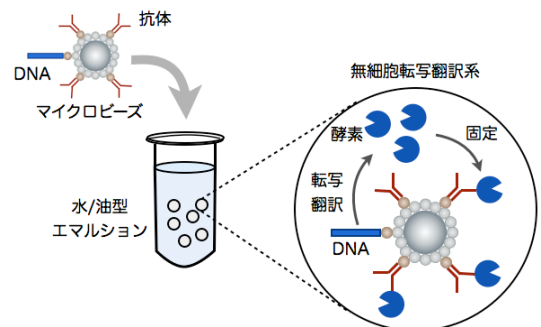 抗体
DNA
マイクロビーズ
水/油型
エマルション
無細胞転写翻訳系
酵素
固定
転写
翻訳
DNA